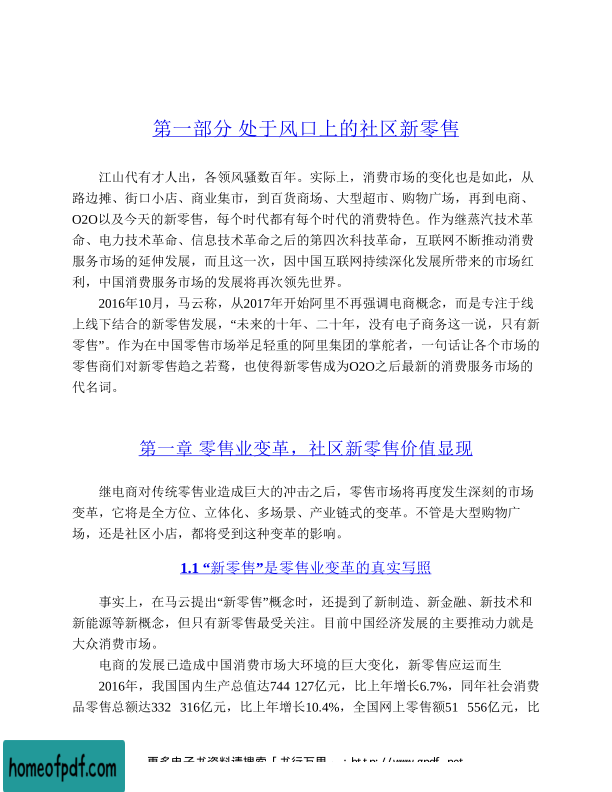 第一部分 处于风口上的社区新零售
江山代有才人出，各领风骚数百年。实际上，消费市场的变化也是如此，从
路边摊、街口小店、商业集市，到百货商场、大型超市、购物广场，再到电商、
O2O以及今天的新零售，每个时代都有每个时代的消费特色。作为继蒸汽技术革
命、电力技术革命、信息技术革命之后的第四次科技革命，互联网不断推动消费
服务市场的延伸发展，而且这一次，因中国互联网持续深化发展所带来的市场红
利，中国消费服务市场的发展将再次领先世界。
2016年10月，马云称，从2017年开始阿里不再强调电商概念，而是专注于线
上线下结合的新零售发展，“未来的十年、二十年，没有电子商务这一说，只有新
零售”。作为在中国零售市场举足轻重的阿里集团的掌舵者，一句话让各个市场的
零售商们对新零售趋之若鹜，也使得新零售成为O2O之后最新的消费服务市场的
代名词。
第一章 零售业变革，社区新零售价值显现
继电商对传统零售业造成巨大的冲击之后，零售市场将再度发生深刻的市场
变革，它将是全方位、立体化、多场景、产业链式的变革。不管是大型购物广
场，还是社区小店，都将受到这种变革的影响。
1.1 “新零售”是零售业变革的真实写照
事实上，在马云提出“新零售”概念时，还提到了新制造、新金融、新技术和
新能源等新概念，但只有新零售最受关注。目前中国经济发展的主要推动力就是
大众消费市场。
电商的发展已造成中国消费市场大环境的巨大变化，新零售应运而生
2016年，我国国内生产总值达744 127亿元，比上年增长6.7%，同年社会消费
品零售总额达332 316亿元，比上年增长10.4%，全国网上零售额51 556亿元，比
homeofpdf.com